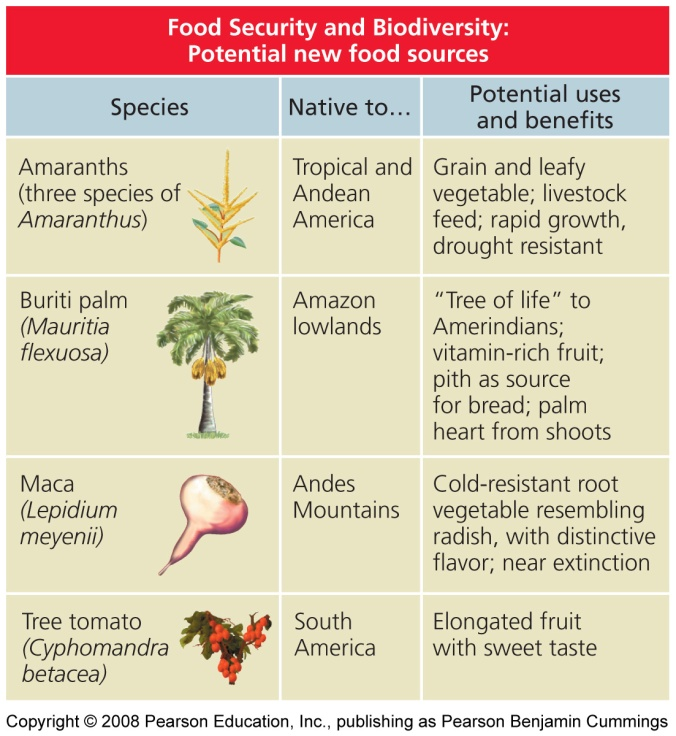 Food Security and Biodiversity:
Potential new food sources
Species
Native to…
Potential uses
and benefits
Amaranths
(three species of
Amaranthus)
Tropical and
Andean
America
Grain and leafy
vegetable; livestock
feed; rapid growth,
drought resistant
Buriti palm
(Mauritia
flexuosa)
Amazon
lowlands
“Tree of life” to
Amerindians;
vitamin-rich fruit;
pith as source
for bread; palm
heart from shoots
Maca
(Lepidium
meyenii)
Andes
Mountains
Cold-resistant root
vegetable resembling
radish, with distinctive
flavor; near extinction
Tree tomato
(Cyphomandra
betacea)
South
America
Elongated fruit
with sweet taste
Copyright © 2008 Pearson Education, Inc., publishing as Pearson Benjamin Cummings